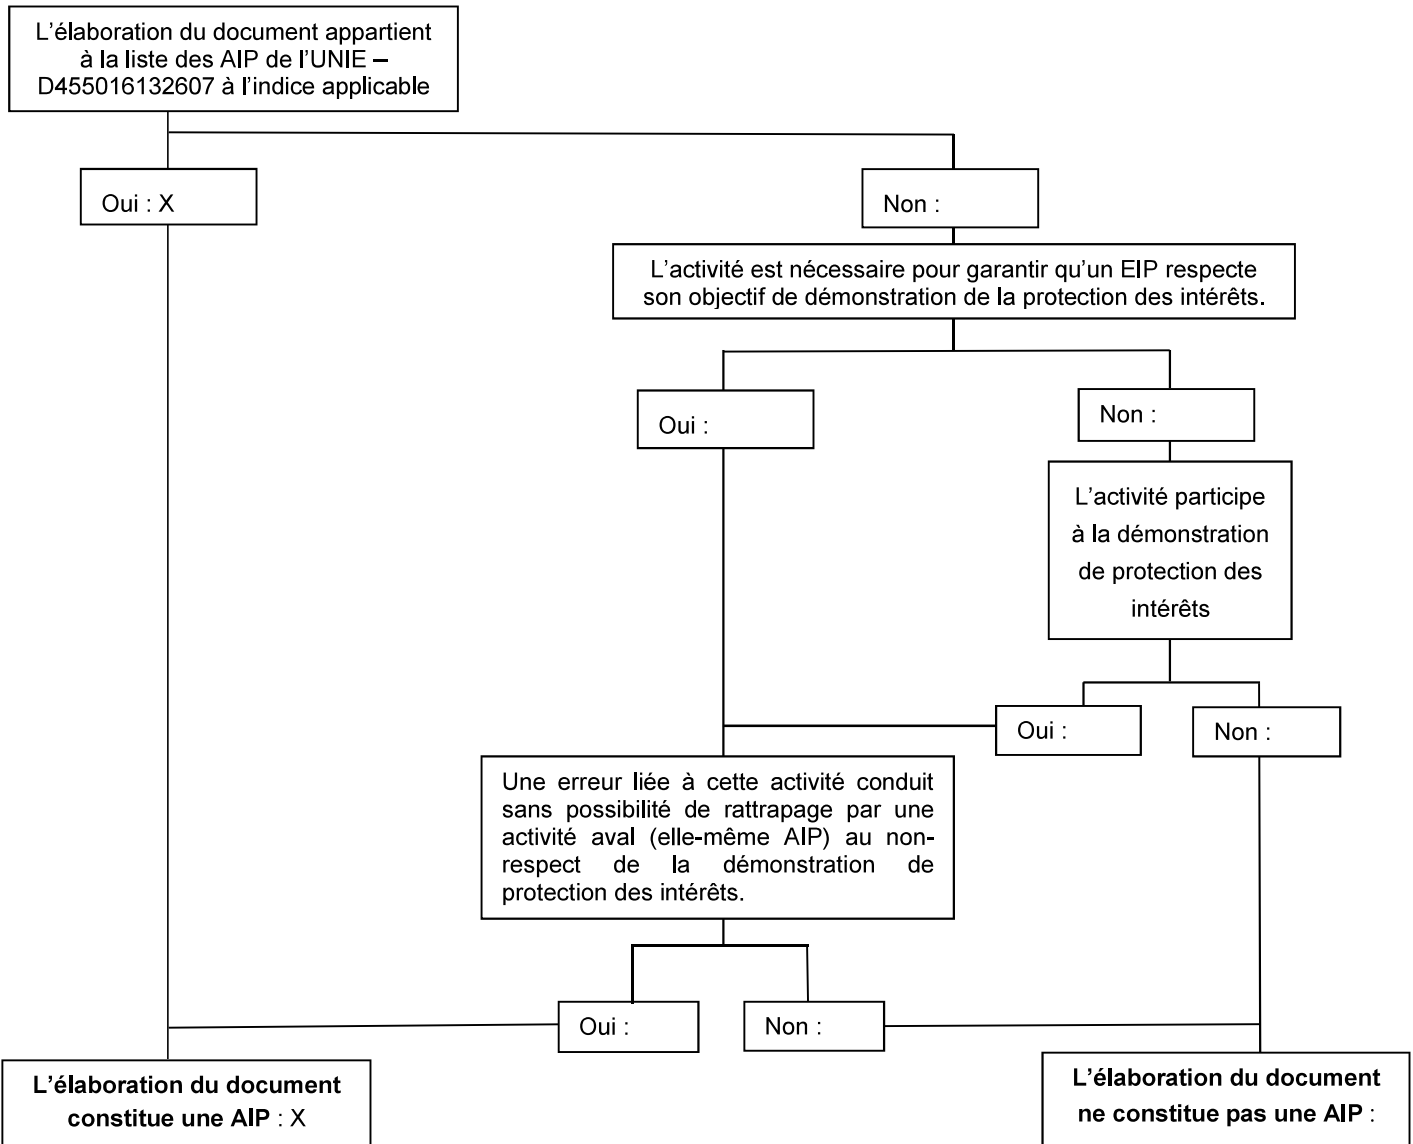 L’élaboration du document appartient
à la liste des AIP de l’UNIE –
D455016132607 à l’indice applicable
Oui : X
Non :
L’activité est nécessaire pour garantir qu’un EIP respecte
son objectif de démonstration de la protection des intérêts.
Oui :
Non :
L’activité participe
à la démonstration
de protection des
intérêts
Oui :
Non :
Une erreur liée à cette activité conduit
sans possibilité de rattrapage par une
activité aval (elle-même AIP) au non-
respect de la démonstration de
protection des intérêts.
Oui :
Non :
L’élaboration du document
constitue une AIP : X
L’élaboration du document
ne constitue pas une AIP :